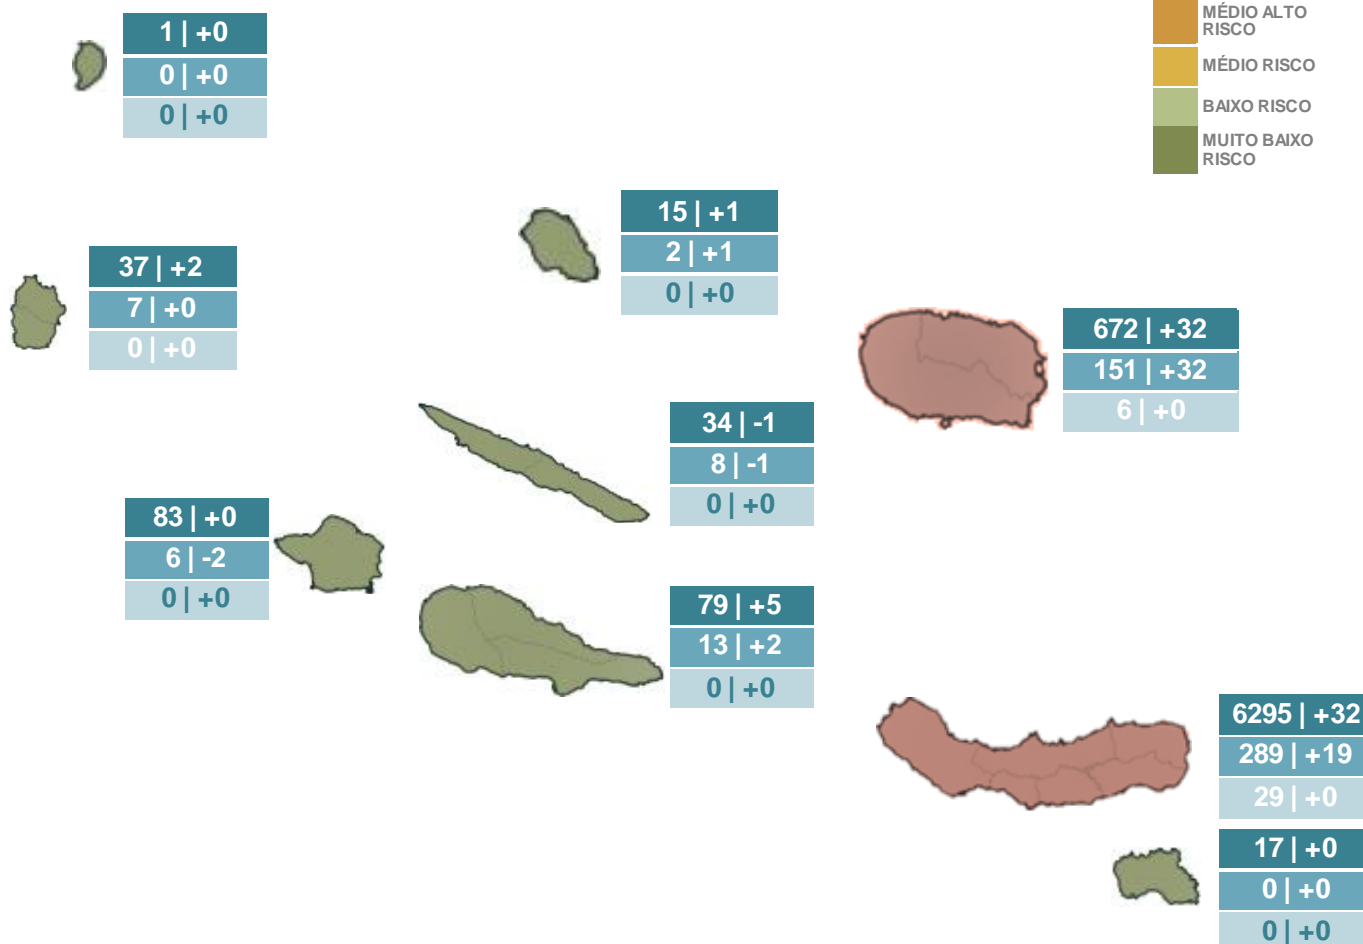 MÉDIO ALTO
RISCO
MÉDIO RISCO
BAIXO RISCO
MUITO BAIXO
RISCO
1 | +0
0 | +0
0 | +0
15 | +1
2 | +1
0 | +0
37 | +2
7 | +0
0 | +0
672 | +32
151 | +32
6 | +0
34 | -1
8 | -1
0 | +0
83 | +0
6 | -2
0 | +0
79 | +5
13 | +2
0 | +0
6295 | +32
289 | +19
29 | +0
17 | +0
0 | +0
0 | +0